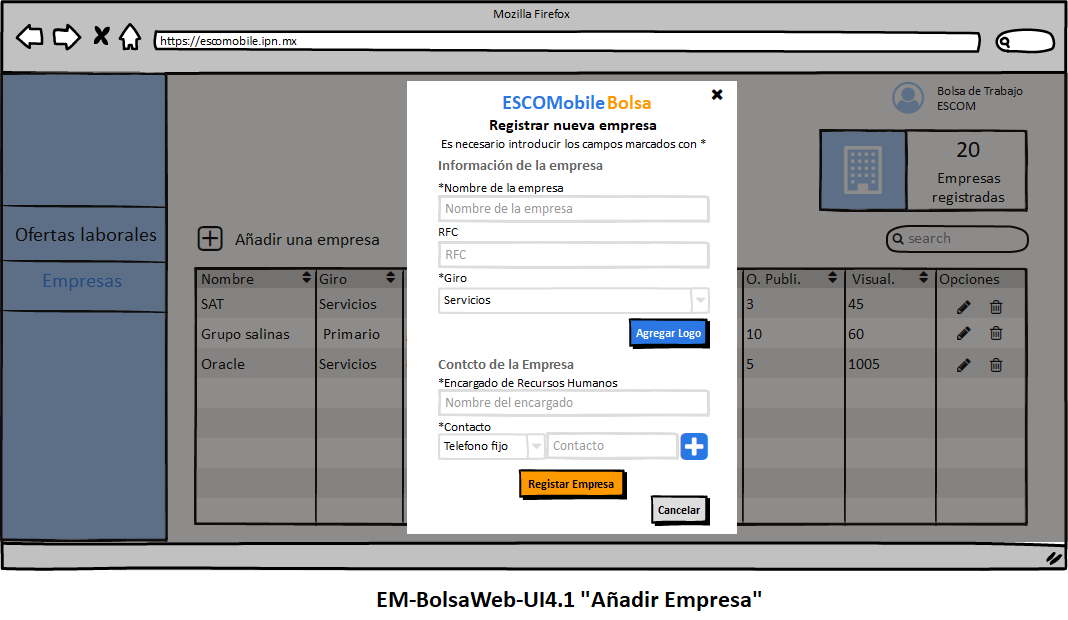 Mozilla Firefox
https://escomobile.ipn.mx
Bolsa de Trabajo
ESCOM
20
Empresas
registradas
Ofertas laborales
Empresas
Añadir una empresa
search
Nombre Giro O. Publi. Visual. Opciones
SAT Servicios 3 45
Grupo salinas Primario 10 60
Oracle Servicios 5 1005
ESCOMobile Bolsa
Registrar nueva empresa
Es necesario introducir los campos marcados con *
Información de la empresa
*Nombre de la empresa
Nombre de la empresa
RFC
RFC
*Giro
Servicios
Agregar Logo
Contcto de la Empresa
*Encargado de Recursos Humanos
Nombre del encargado
*Contacto
Telefono fijo Contacto
Registar Empresa
Cancelar
EM-BolsaWeb-UI4.1 "Añadir Empresa"